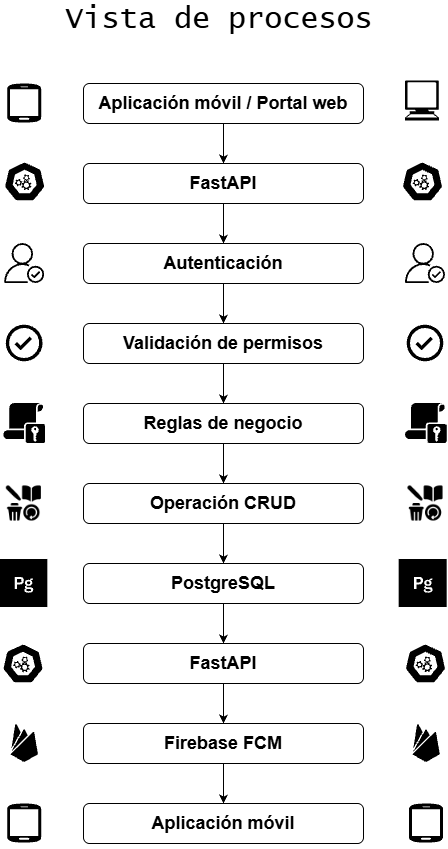 Vista de procesos
Aplicación móvil / Portal web
FastAPI
Autenticación
Validación de permisos
Reglas de negocio
Operación CRUD
Pg PostgreSQL Pg
FastAPI
Firebase FCM
Aplicación móvil